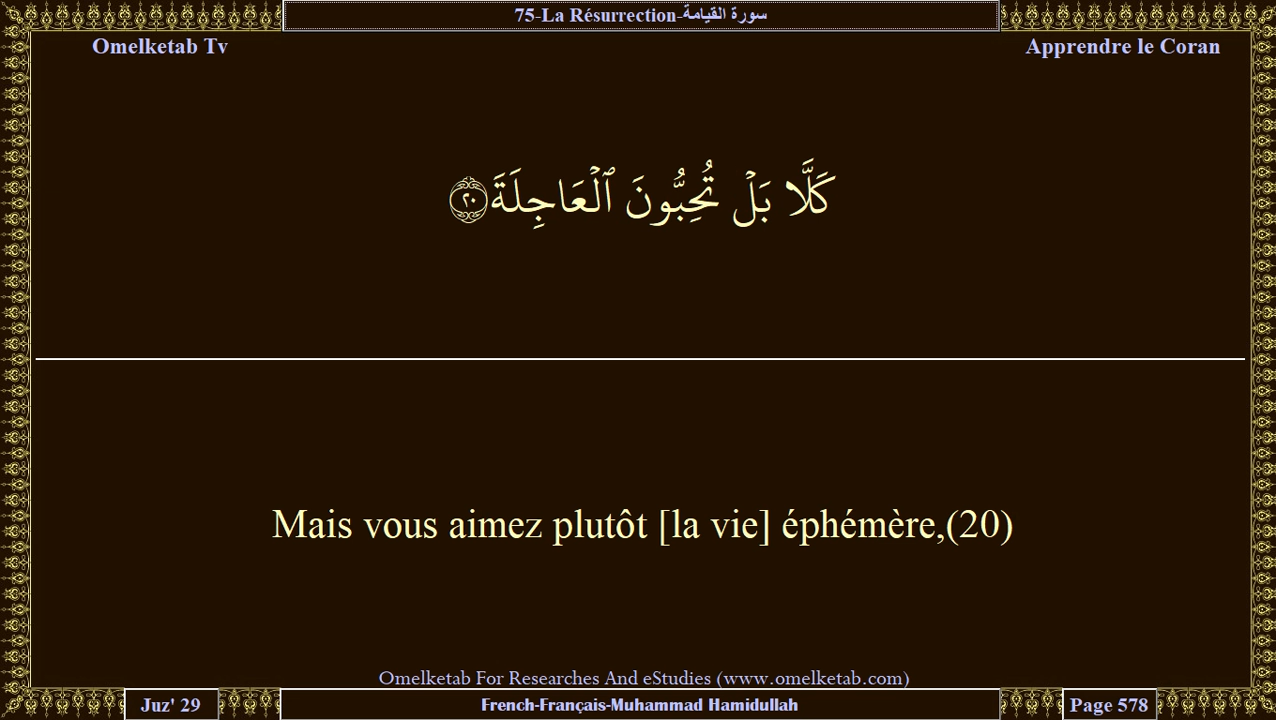 75-La Résurrection-سورة القيامة
Omelketab Tv
Apprendre le Coran
كَلَّا بَلۡ تُحِبُّونَ ٱلۡعَاجِلَةَ ٢٠
Mais vous aimez plutôt [la vie] éphémère,(20)
Omelketab For Researches And eStudies (www.omelketab.com)
Juz' 29
French-Français-Muhammad Hamidullah
Page 578